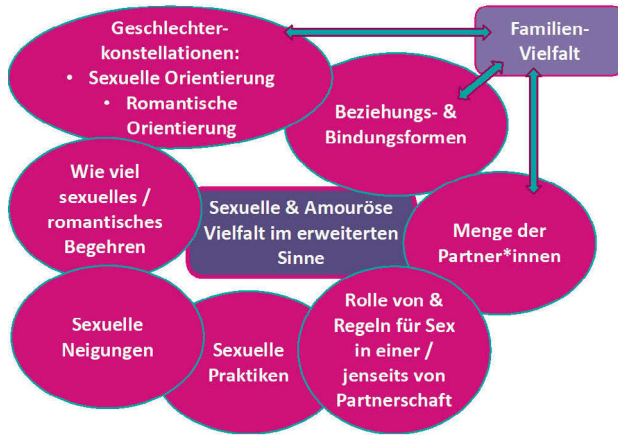 Geschlechter-
konstellationen:
• Sexuelle Orientierung
• Romantische
Orientierung
Familien-
Vielfalt
Beziehungs- &
Bindungsformen
Wie viel
sexuelles /
romantisches
Begehren
Sexuelle & Amouröse
Vielfalt im erweiterten
Sinne
Menge der
Partner*innen
Sexuelle
Neigungen
Sexuelle
Praktiken
Rolle von &
Regeln für Sex
in einer /
jenseits von
Partnerschaft